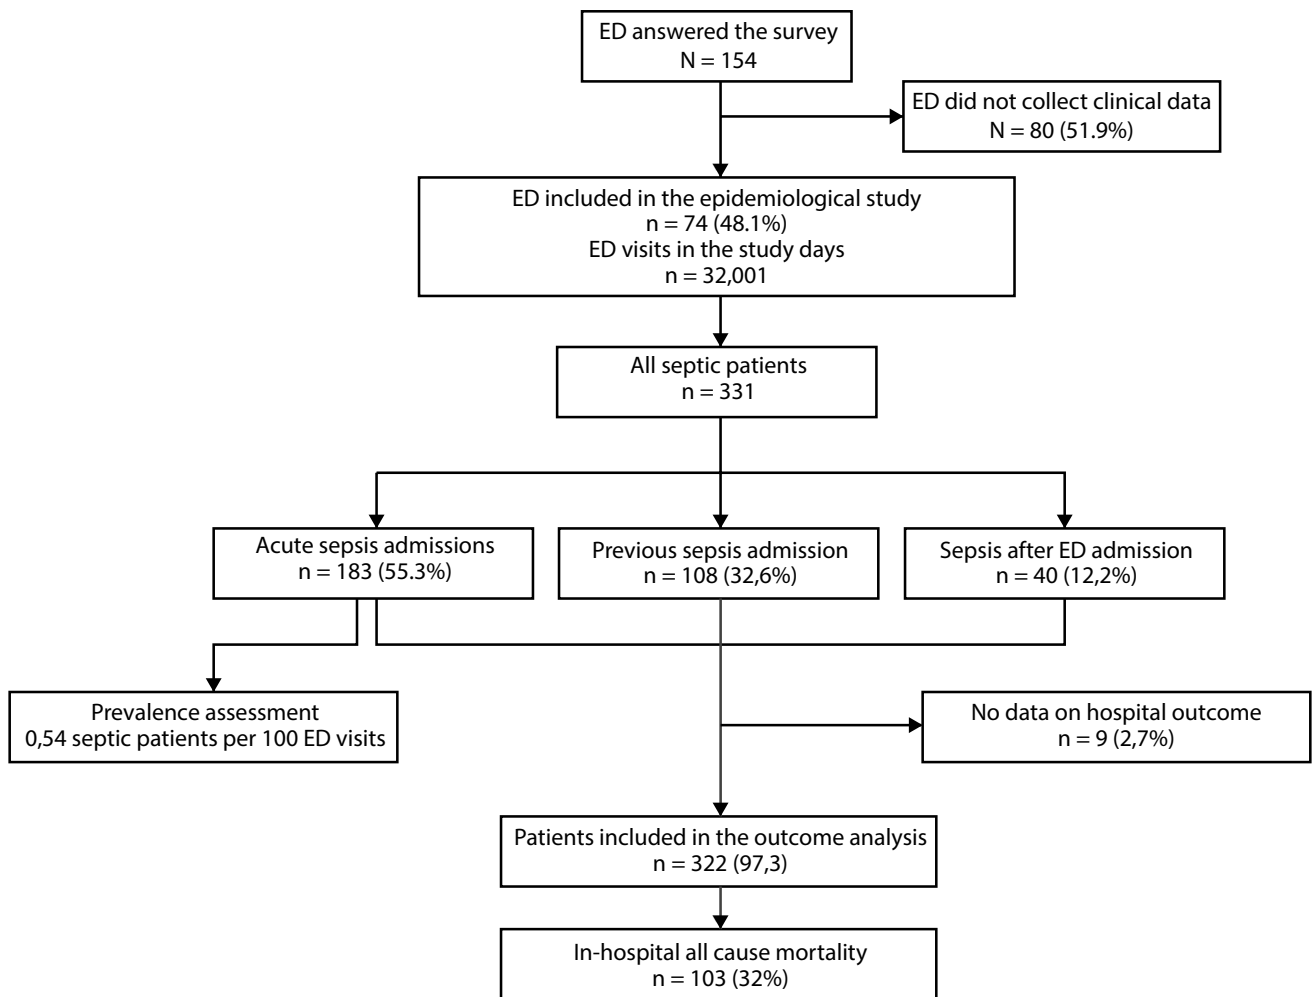 ED answered the survey
N = 154
ED did not collect clinical data
N = 80 (51.9%)
ED included in the epidemiological study
n = 74 (48.1%)
ED visits in the study days
n = 32,001
All septic patients
n = 331
Acute sepsis admissions
n = 183 (55.3%)
Previous sepsis admission
n = 108 (32,6%)
Sepsis after ED admission
n = 40 (12,2%)
Prevalence assessment
0,54 septic patients per 100 ED visits
No data on hospital outcome
n = 9 (2,7%)
Patients included in the outcome analysis
n = 322 (97,3)
In-hospital all cause mortality
n = 103 (32%)